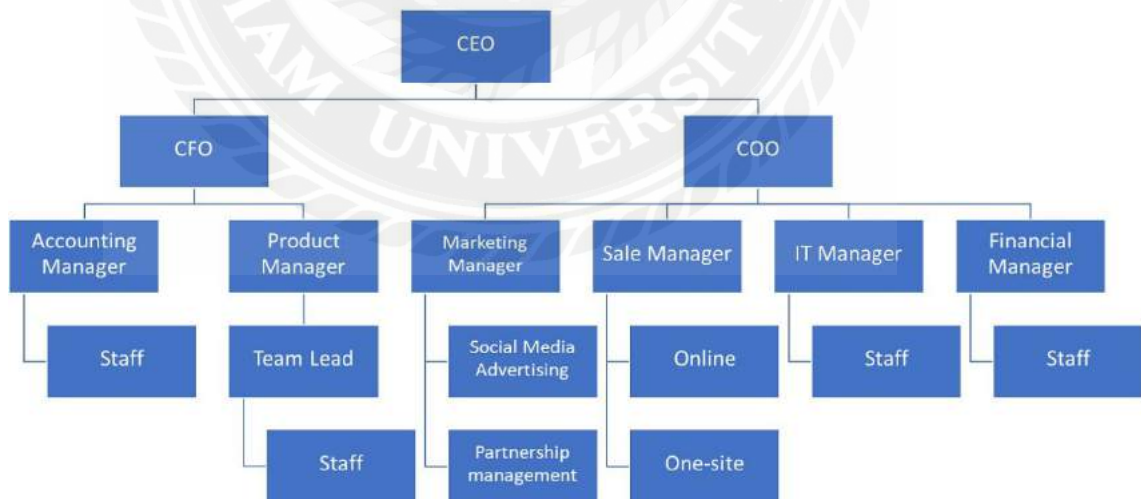 CEO
CFO
COO
Accounting
Manager
Product
Manager
Marketing
Manager
Sale Manager
IT Manager
Financial
Manager
Staff
Team Lead
Social Media
Advertising
Online
Staff
Staff
Staff
Partnership
management
One-site
UNIVERSIT